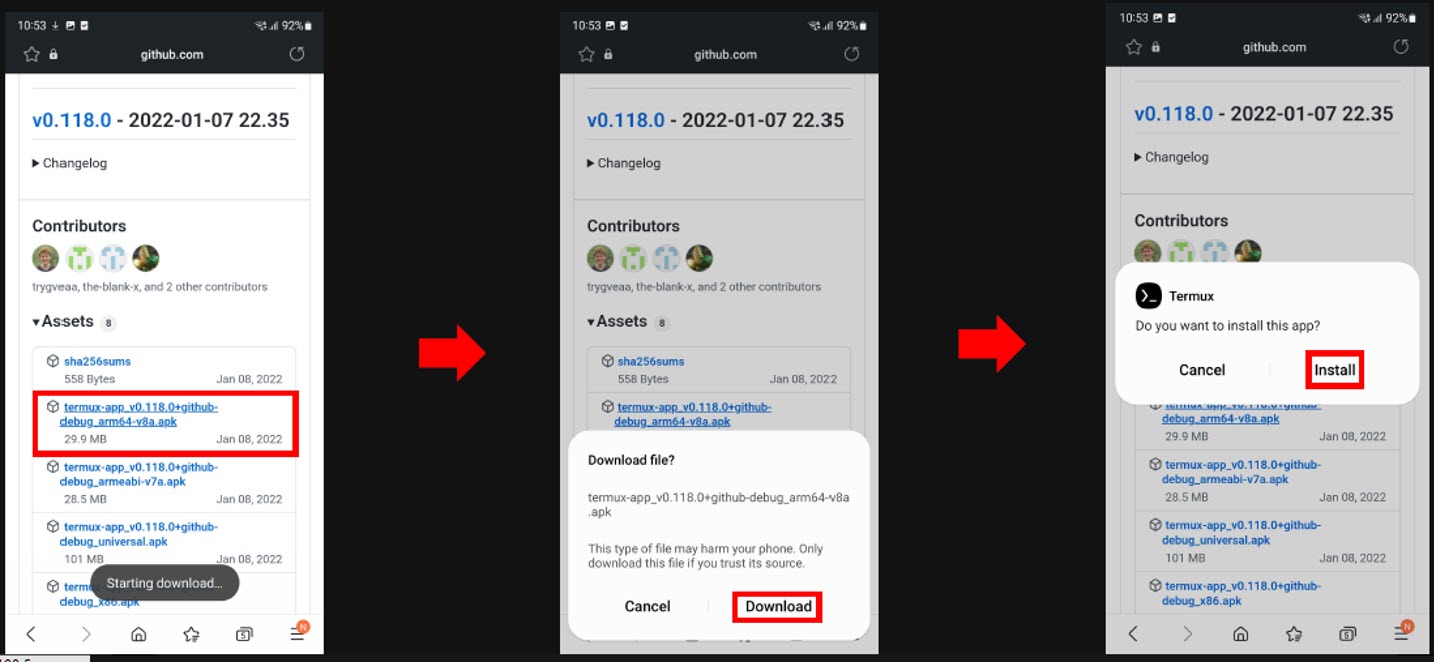 10:53 92%
github.com
v0.118.0 - 2022-01-07 22.35
Changelog
Contributors
trygveaa, the-blank-x, and 2 other contributors
Assets 8
sha256sums
558 Bytes Jan 08, 2022
termux-app_v0.118.0+github-
debug_arm64-v8a.apk
29.9 MB Jan 08, 2022
termux-app_v0.118.0+github-
debug_armeabi-v7a.apk
28.5 MB Jan 08, 2022
termux-app_v0.118.0+github-
debug_universal.apk
101 MB Jan 08, 2022
Starting download...
debug_x86.apk
5
N
10:53 92%
github.com
v0.118.0 - 2022-01-07 22.35
Changelog
Contributors
trygveaa, the-blank-x, and 2 other contributors
Assets 8
sha256sums
558 Bytes Jan 08, 2022
termux-app_v0.118.0+github-
debug_arm64-v8a.apk
Download file?
termux-app_v0.118.0+github-debug_arm64-v8a
.apk
This type of file may harm your phone. Only
download this file if you trust its source.
Cancel Download
10:53 92%
github.com
v0.118.0 - 2022-01-07 22.35
Changelog
Contributors
Termux
Do you want to install this app?
Cancel Install
termux-app_v0.118.0+github-
debug_arm64-v8a.apk
29.9 MB Jan 08, 2022
termux-app_v0.118.0+github-
debug_armeabi-v7a.apk
28.5 MB Jan 08, 2022
termux-app_v0.118.0+github-
debug_universal.apk
101 MB Jan 08, 2022
termux-app_v0.118.0+github-
debug_x86.apk
5
N